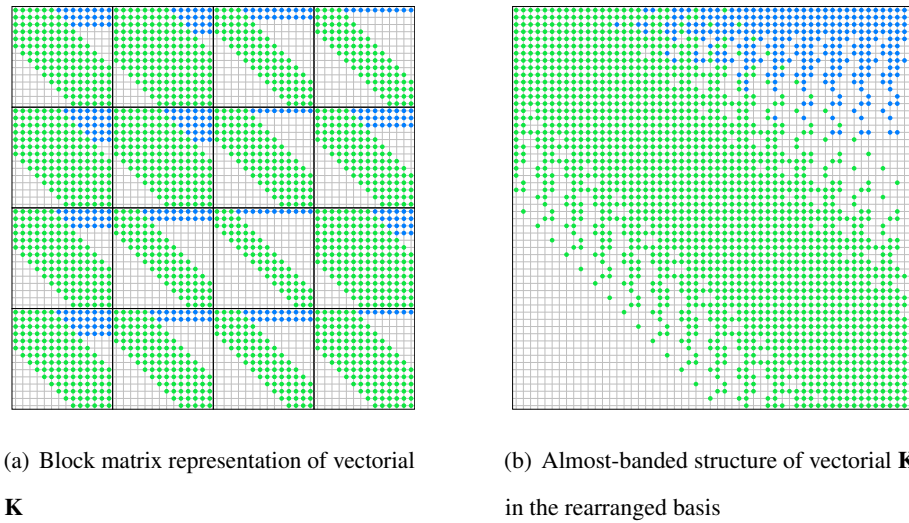 (a) Block matrix representation of vectorial
K
(b) Almost-banded structure of vectorial K
in the rearranged basis